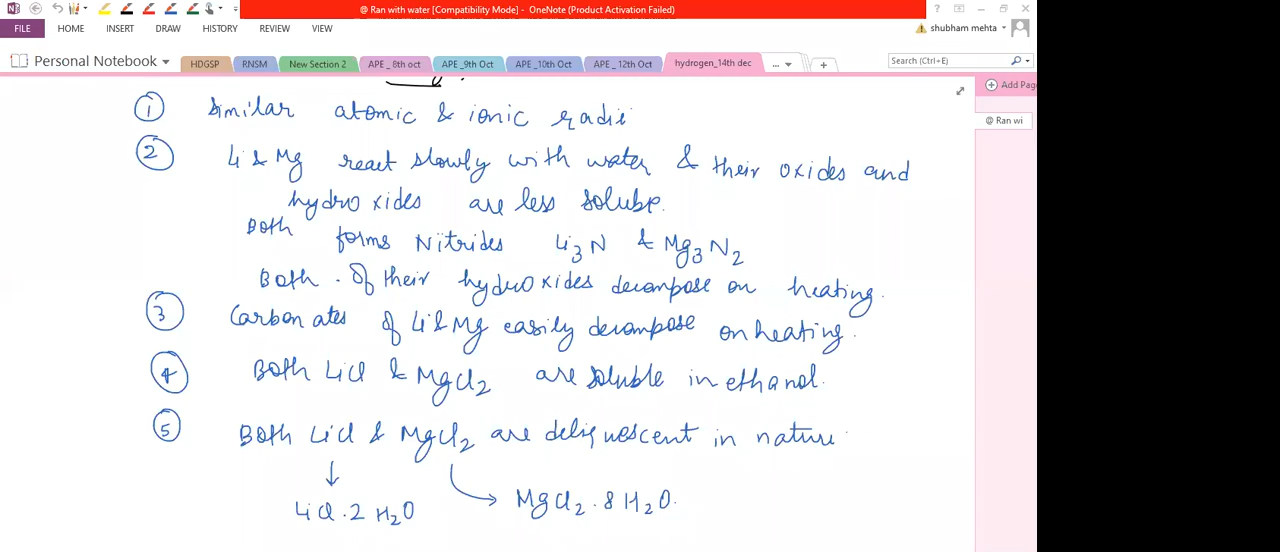 @ Ran with water [Compatibility Mode] - OneNote (Product Activation Failed)
FILE HOME INSERT DRAW HISTORY REVIEW VIEW
shubham mehta
Personal Notebook HDGSP RNSM New Section 2 APE _ 8th oct APE _9th Oct APE _10th Oct APE _ 12th Oct hydrogen_14th dec ... Search (Ctrl+E)
Add Page
@ Ran wi
① Similar atomic & ionic radii
② Li & Mg react slowly with water & their oxides and
hydroxides are less soluble.
Both forms Nitrides Li₃N & Mg₃N₂
Both of their hydroxides decompose on heating.
③ Carbonates of Li & Mg easily decompose on heating.
④ Both LiCl & MgCl₂ are soluble in ethanol.
⑤ Both LiCl & MgCl₂ are deliquescent in nature.
LiCl.2H₂O
MgCl₂.8H₂O.